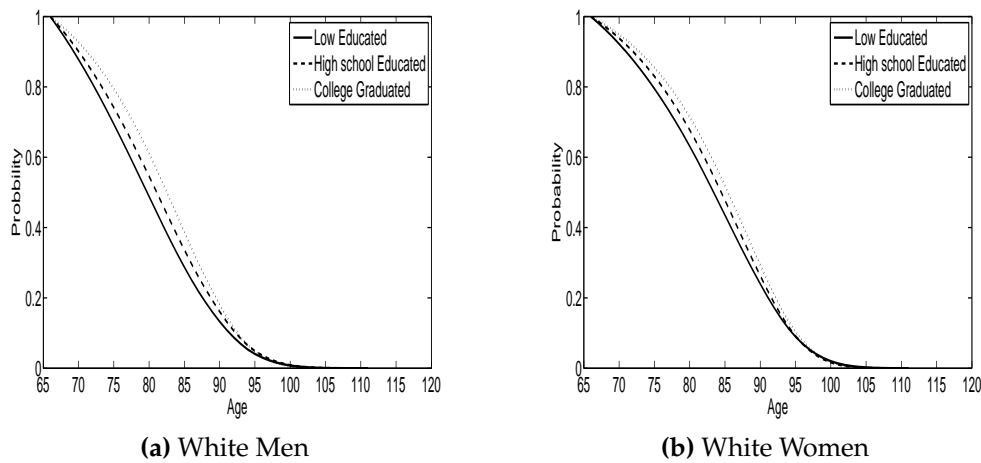 1
0.8
0.6
0.4
0.2
0
Probbility
65 70 75 80 85 90 95 100 105 110 115 120
Age
Low Educated
High school Educated
College Graduated
(a) White Men
1
0.8
0.6
0.4
0.2
0
Probability
65 70 75 80 85 90 95 100 105 110 115 120
Age
Low Educated
High school Educated
College Graduated
(b) White Women